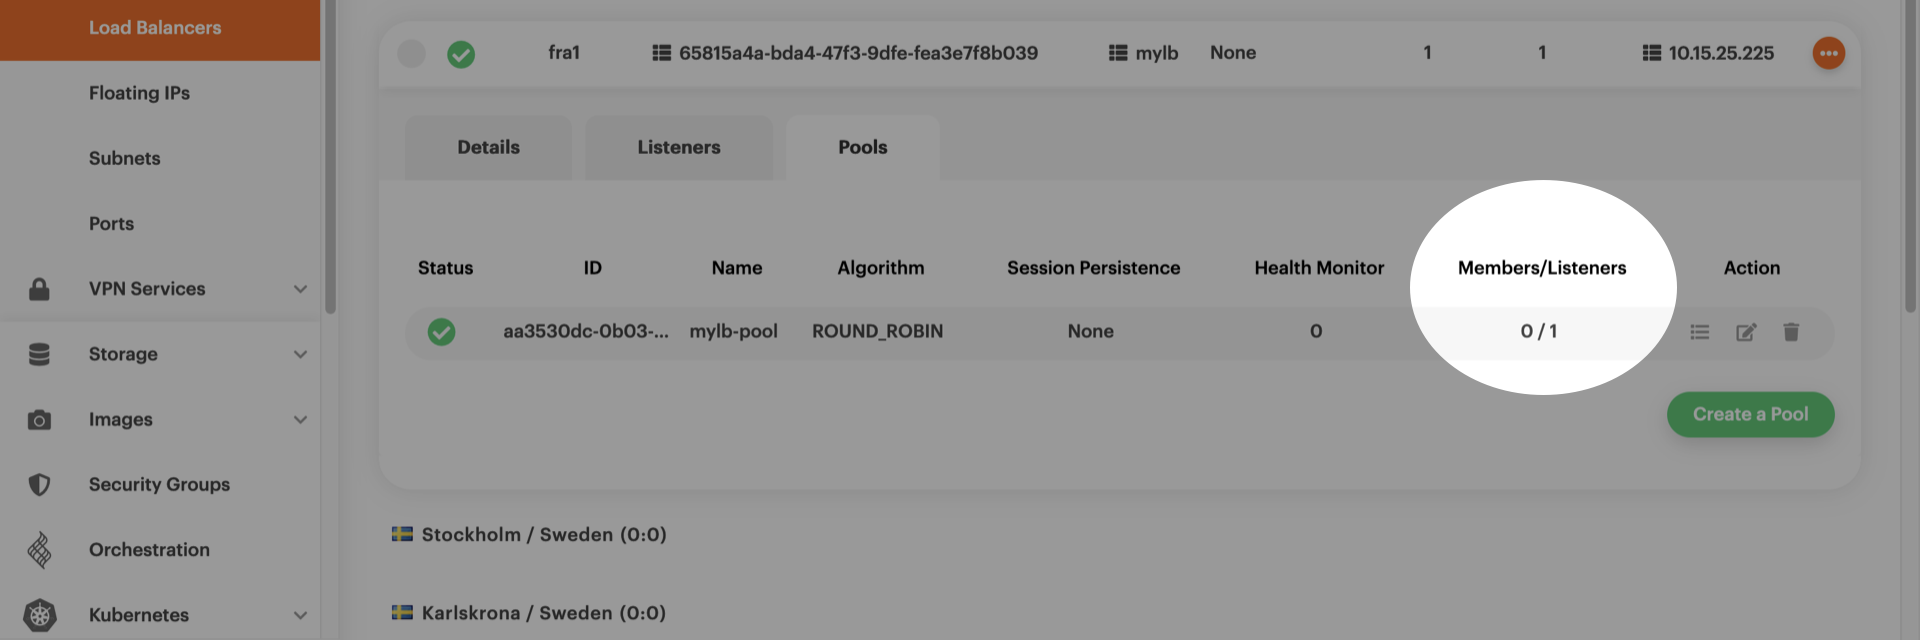 Load Balancers
Floating IPs
Subnets
Ports
VPN Services
Storage
Images
Security Groups
Orchestration
Kubernetes
fra1 65815a4a-bda4-47f3-9dfe-fea3e7f8b039 mylb None 1 1 10.15.25.225
Details Listeners Pools
Status ID Name Algorithm Session Persistence Health Monitor Members/Listeners Action
aa3530dc-0b03-... mylb-pool ROUND_ROBIN None 0 0 / 1
Create a Pool
Stockholm / Sweden (0:0)
Karlskrona / Sweden (0:0)